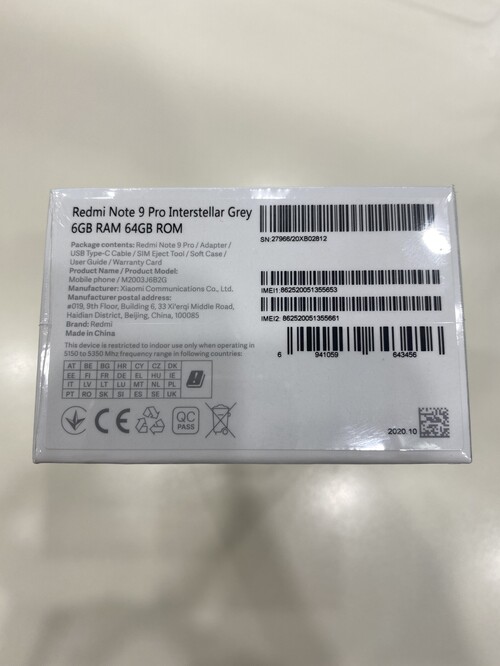 Redmi Note 9 Pro Interstellar Grey
6GB RAM 64GB ROM
Package contents: Redmi Note 9 Pro / Adapter /
USB Type-C Cable / SIM Eject Tool / Soft Case /
User Guide / Warranty Card
Product Name / Product Model:
Mobile phone / M2003J6B2G
Manufacturer: Xiaomi Communications Co., Ltd.
Manufacturer postal address:
#019, 9th Floor, Building 6, 33 Xi'erqi Middle Road,
Haidian District, Beijing, China, 100085
Brand: Redmi
Made in China
This device is restricted to indoor use only when operating in
5150 to 5350 Mhz frequency range in following countries:
AT BE BG HR CY CZ DK
EE FI FR DE EL HU IE
IT LV LT LU MT NL PL
PT RO SK SI ES SE UK
CE
QC
PASS
SN:27966/20XB02812
IMEI1:862520051355653
IMEI2: 862520051355661
6 941059 643456
2020.10